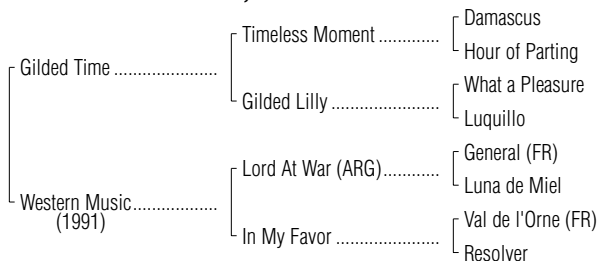 Damascus
Timeless Moment .............
Hour of Parting
Gilded Time ......................
What a Pleasure
Gilded Lilly .......................
Luquillo
General (FR)
Lord At War (ARG)............
Luna de Miel
Western Music..................
(1991)
Val de l'Orne (FR)
In My Favor ......................
Resolver